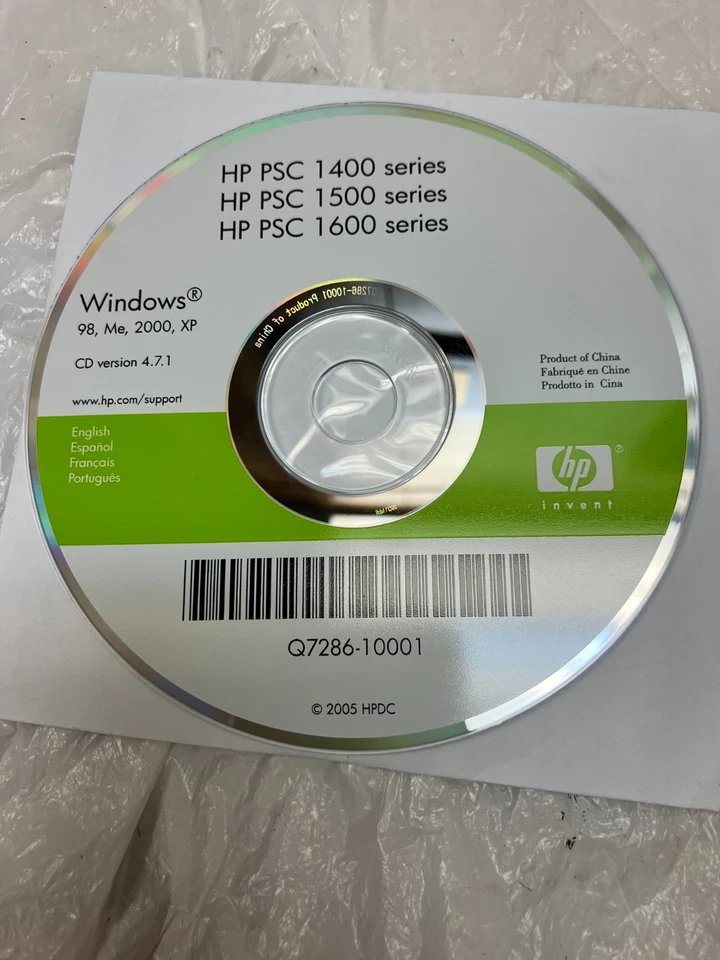 HP PSC 1400 series
HP PSC 1500 series
HP PSC 1600 series
Windows®
98, Me, 2000, XP
CD version 4.7.1
www.hp.com/support
Q7286-10001 Product of China
Product of China
Fabriqué en Chine
Prodotto in Cina
English
Español
Français
Português
hp®
invent
Q7286-10001
© 2005 HPDC